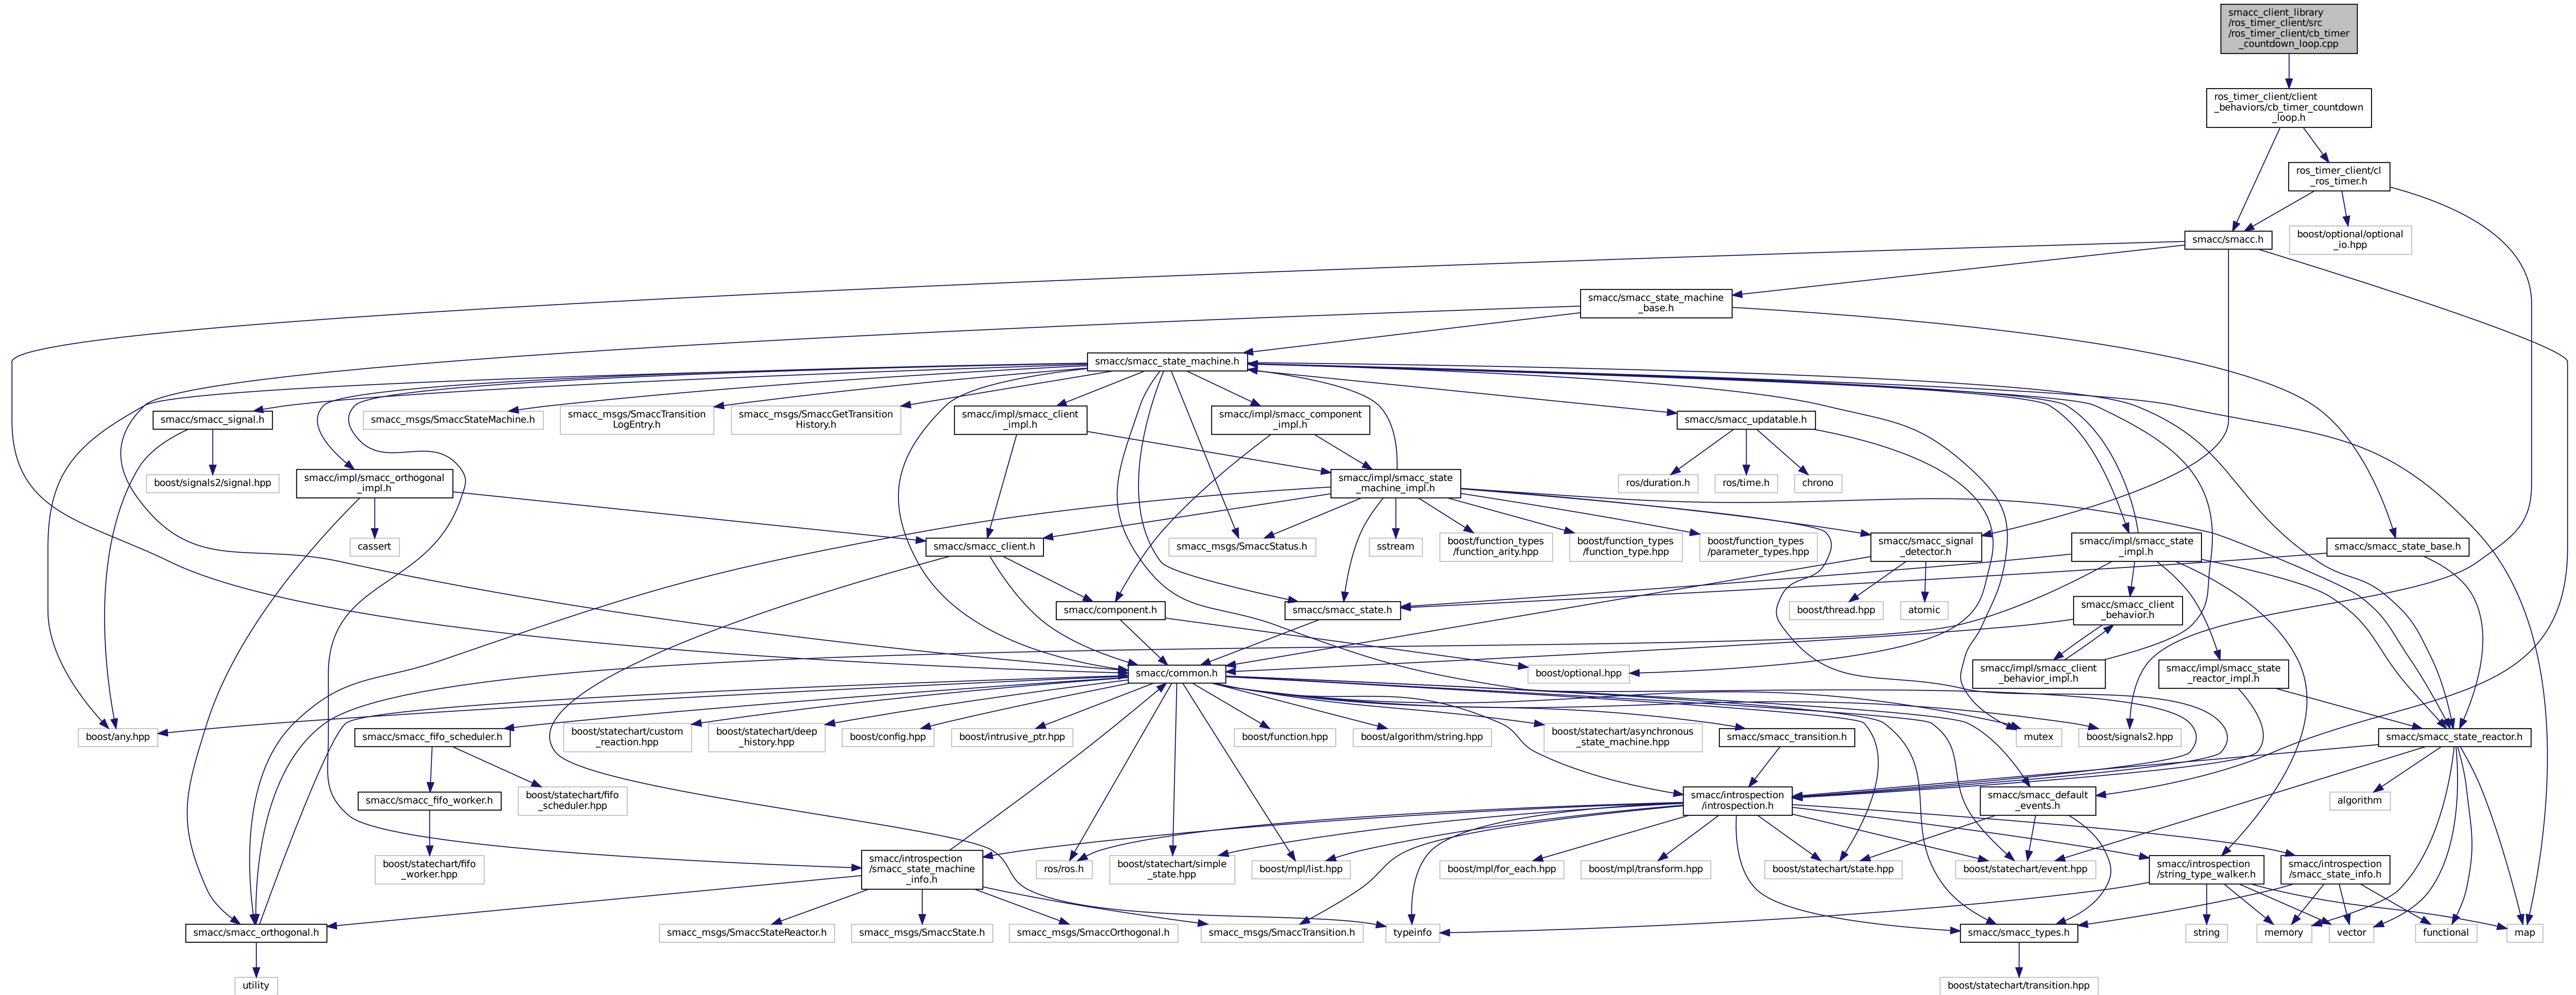 smacc_client_library
/ros_timer_client/src
/ros_timer_client/cb_timer
_countdown_loop.cpp
ros_timer_client/client
_behaviors/cb_timer_countdown
_loop.h
ros_timer_client/cl
_ros_timer.h
smacc/smacc.h
boost/optional/optional
_io.hpp
smacc/smacc_state_machine
_base.h
smacc/smacc_state_machine.h
smacc/smacc_signal.h
smacc_msgs/SmaccStateMachine.h
smacc_msgs/SmaccTransition
LogEntry.h
smacc_msgs/SmaccGetTransition
History.h
smacc/impl/smacc_client
_impl.h
smacc/impl/smacc_component
_impl.h
smacc/smacc_updatable.h
boost/signals2/signal.hpp
smacc/impl/smacc_orthogonal
_impl.h
smacc/impl/smacc_state
_machine_impl.h
ros/duration.h
ros/time.h
chrono
cassert
smacc/smacc_client.h
smacc_msgs/SmaccStatus.h
sstream
boost/function_types
/function_arity.hpp
boost/function_types
/function_type.hpp
boost/function_types
/parameter_types.hpp
smacc/smacc_signal
_detector.h
smacc/impl/smacc_state
_impl.h
smacc/smacc_state_base.h
smacc/component.h
smacc/smacc_state.h
boost/thread.hpp
atomic
smacc/smacc_client
_behavior.h
smacc/common.h
boost/optional.hpp
smacc/impl/smacc_client
_behavior_impl.h
smacc/impl/smacc_state
_reactor_impl.h
boost/any.hpp
smacc/smacc_fifo_scheduler.h
boost/statechart/custom
_reaction.hpp
boost/statechart/deep
_history.hpp
boost/config.hpp
boost/intrusive_ptr.hpp
boost/function.hpp
boost/algorithm/string.hpp
boost/statechart/asynchronous
_state_machine.hpp
smacc/smacc_transition.h
mutex
boost/signals2.hpp
smacc/smacc_state_reactor.h
smacc/smacc_fifo_worker.h
boost/statechart/fifo
_scheduler.hpp
smacc/introspection
/introspection.h
smacc/smacc_default
_events.h
algorithm
boost/statechart/fifo
_worker.hpp
smacc/introspection
/smacc_state_machine
_info.h
ros/ros.h
boost/statechart/simple
_state.hpp
boost/mpl/list.hpp
boost/mpl/for_each.hpp
boost/mpl/transform.hpp
boost/statechart/state.hpp
boost/statechart/event.hpp
smacc/introspection
/string_type_walker.h
smacc/introspection
/smacc_state_info.h
smacc/smacc_orthogonal.h
smacc_msgs/SmaccStateReactor.h
smacc_msgs/SmaccState.h
smacc_msgs/SmaccOrthogonal.h
smacc_msgs/SmaccTransition.h
typeinfo
smacc/smacc_types.h
string
memory
vector
functional
map
utility
boost/statechart/transition.hpp